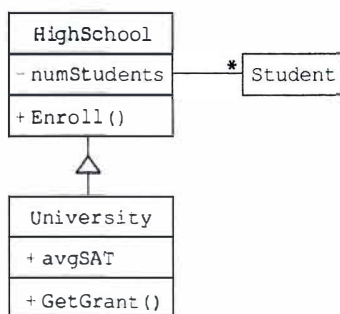 HighSchool
- numStudents
* Student
+ Enroll()
University
+ avgSAT
+ GetGrant()